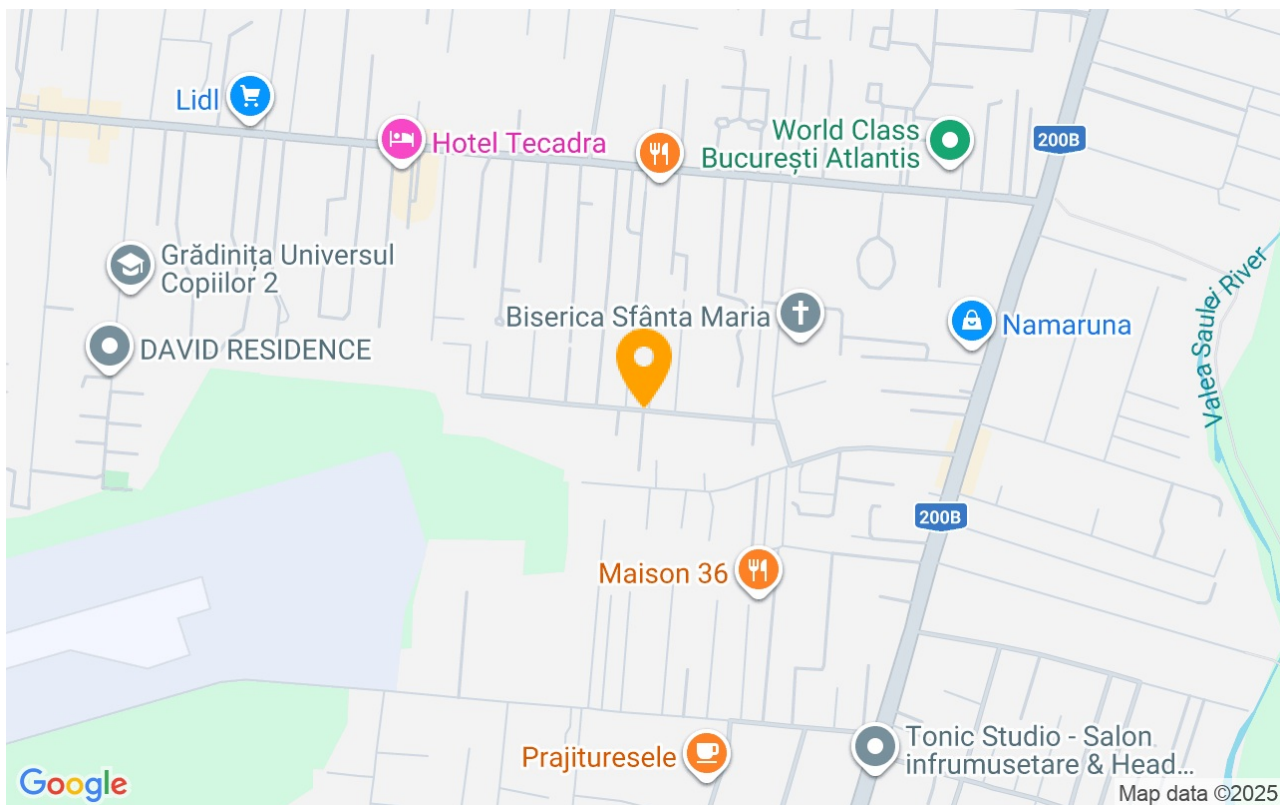 Lidl
Hotel Tecadra
World Class
București Atlantis
200B
Grădinița Universul
Copiilor 2
Biserica Sfânta Maria
Namaruna
DAVID RESIDENCE
Valea Saulei River
200B
Maison 36
Prajituresele
Tonic Studio - Salon
infrumusetare & Head...
Google
Map data ©2025